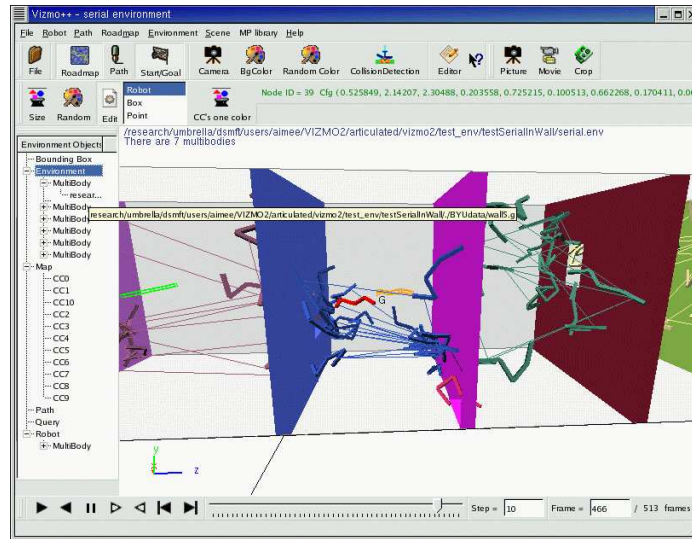 Vizmo++ - serial environment
File Robot Path Roadmap Environment Scene MP library Help
File Roadmap Path Start/Goal Camera BgColor Random Color CollisionDetection Editor Picture Movie Crop
Robot
Box
Point
Size Random Edit CC's one color
Node ID = 39 Cfg ( 0.525849, 2.14207, 2.30488, 0.203558, 0.725215, 0.100513, 0.662268, 0.170411, 0.06
/research/umbrella/dsmft/users/aimee/VIZMO2/articulated/vizmo2/test_env/testSerialInWall/serial.env
There are 7 multibodies
Environment Objects
Bounding Box
Environment
MultiBody
resear...
MultiBody
research/umbrella/dsmft/users/aimee/VIZMO2/articulated/vizmo2/test_env/testSerialInWall/./BYUdata/wallS.g
MultiBody
MultiBody
MultiBody
MultiBody
Map
CC0
CC1
CC10
CC2
CC3
CC4
CC5
CC6
CC7
CC8
CC9
Path
Query
Robot
MultiBody
G
y
z
Step = 10 Frame = 466 / 513 frames